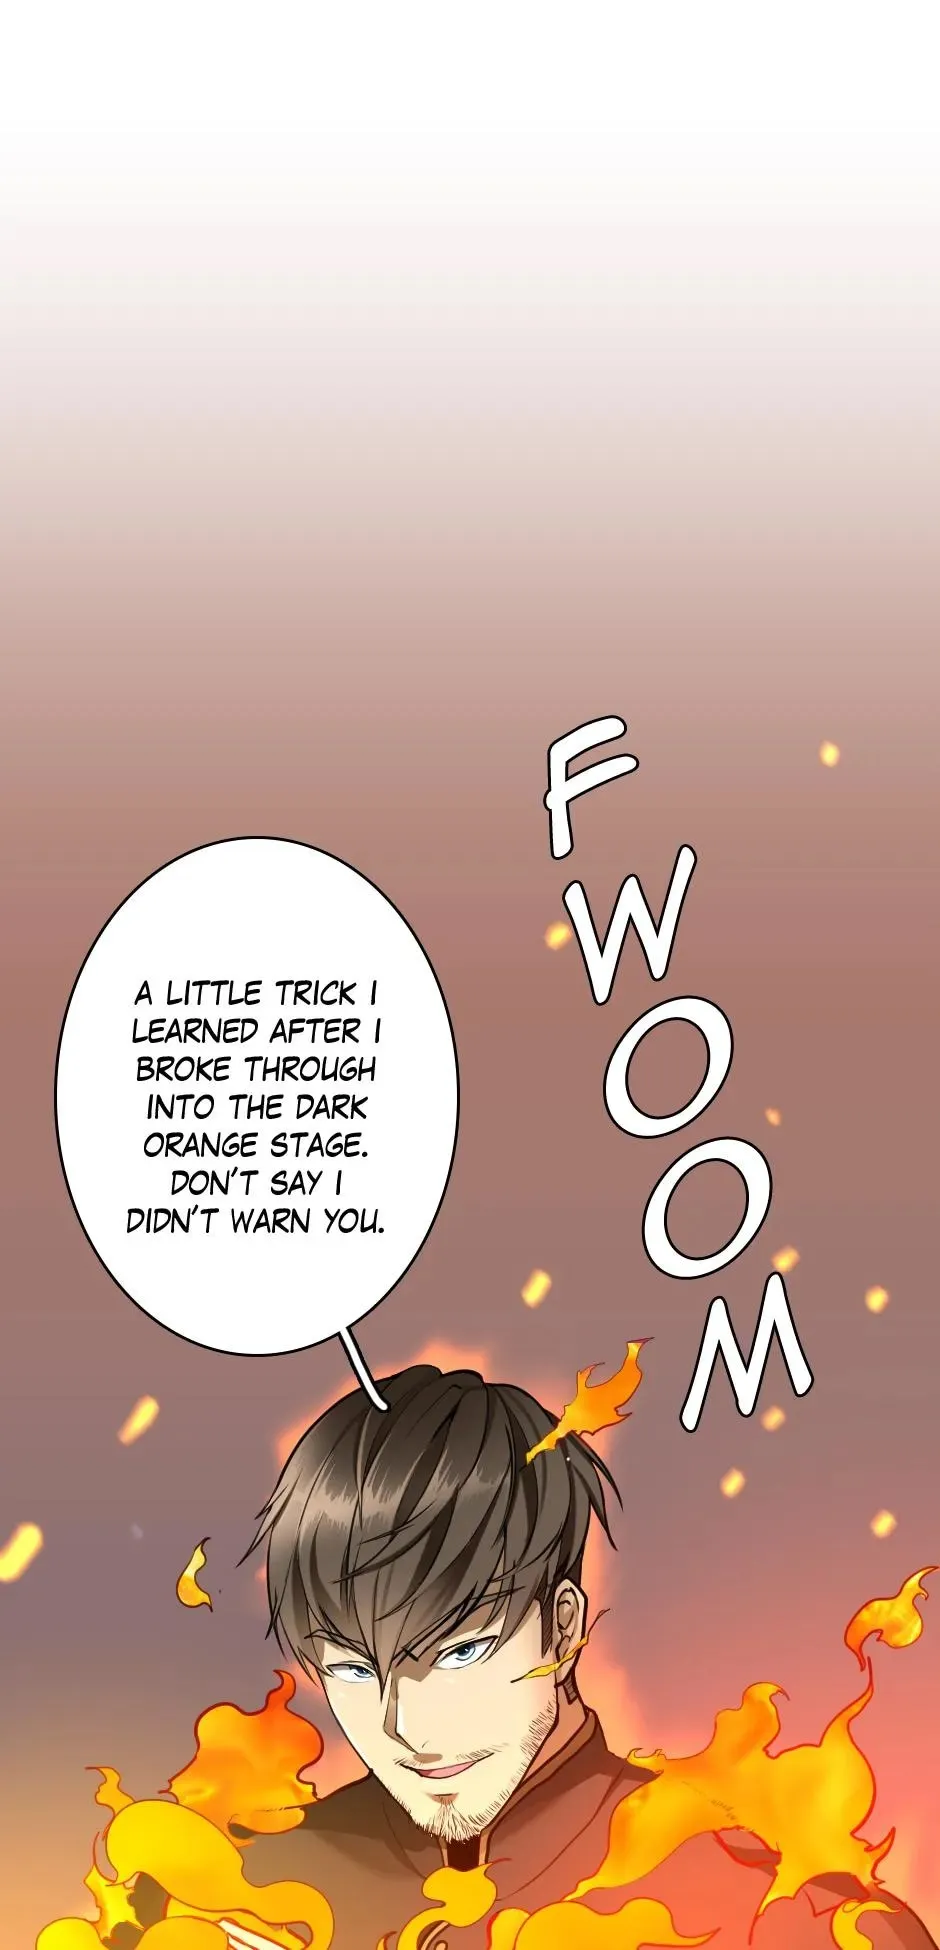 FWOOM
A LITTLE TRICK I
LEARNED AFTER I
BROKE THROUGH
INTO THE DARK
ORANGE STAGE.
DON'T SAY I
DIDN'T WARN YOU.